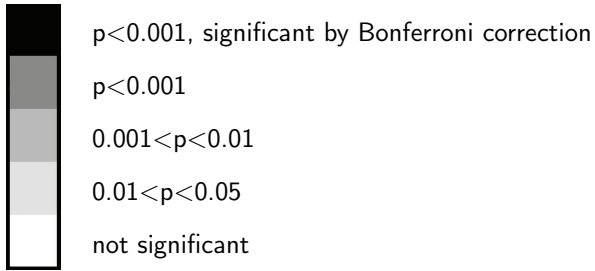 p<0.001, significant by Bonferroni correction
p<0.001
0.001<p<0.01
0.01<p<0.05
not significant